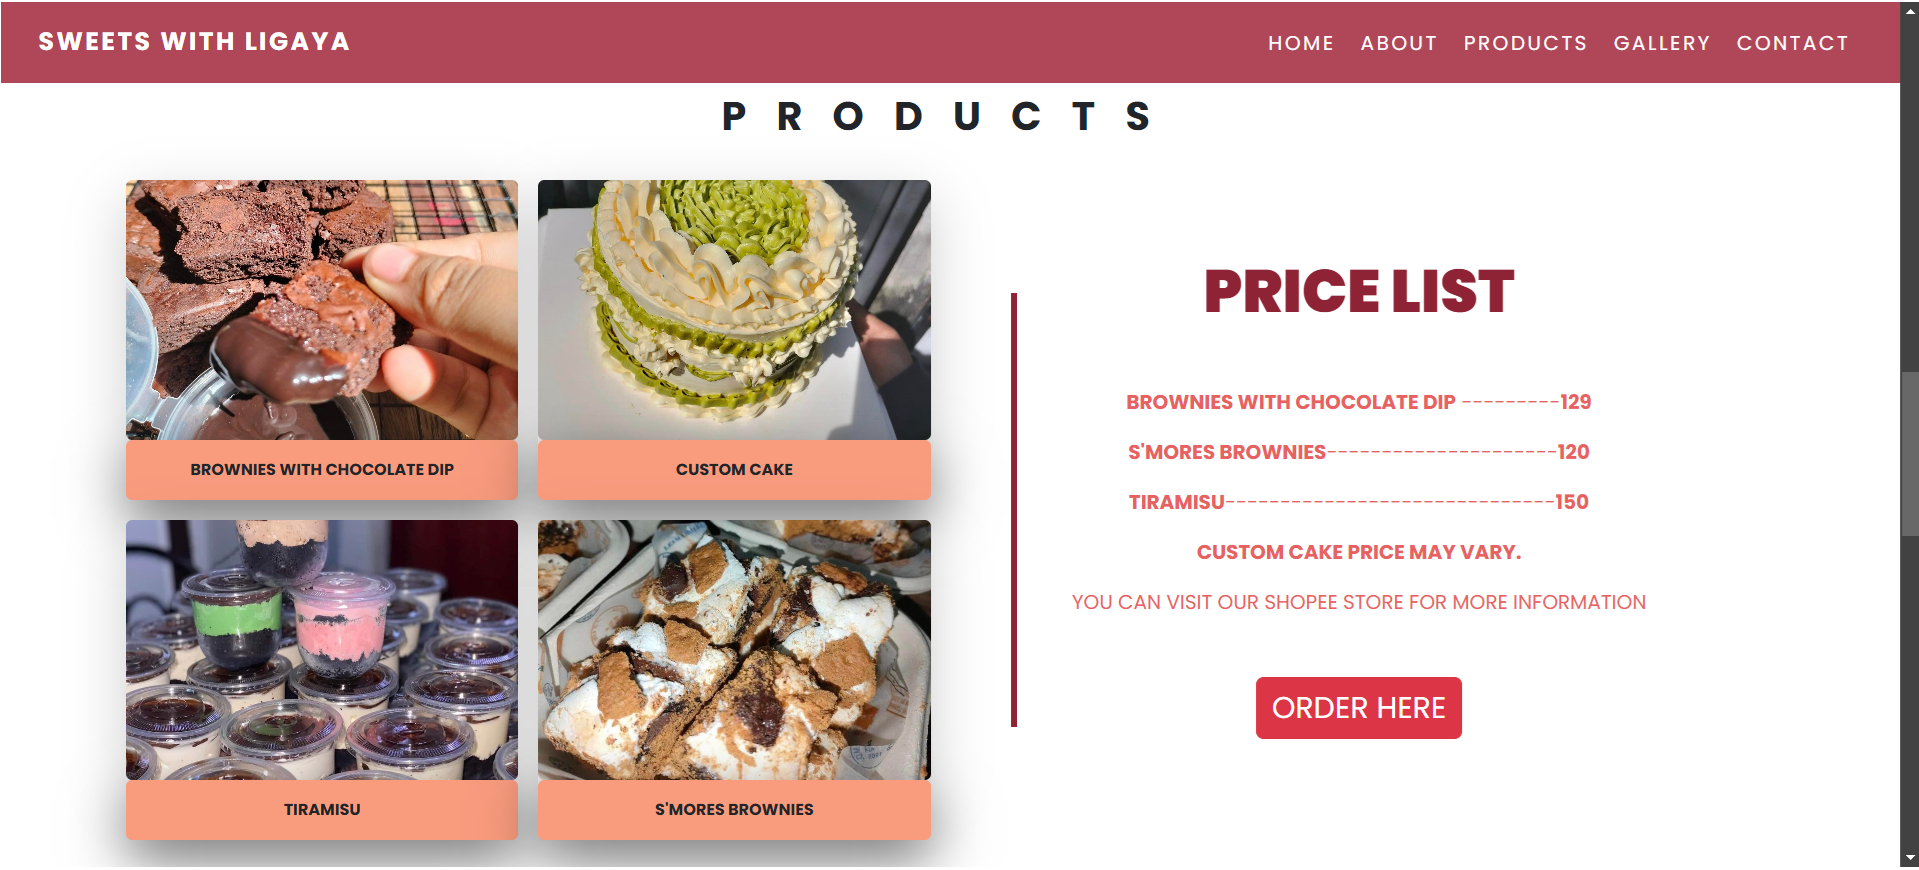 SWEETS WITH LIGAYA
HOME ABOUT PRODUCTS GALLERY CONTACT
PRODUCTS
BROWNIES WITH CHOCOLATE DIP
CUSTOM CAKE
TIRAMISU
S'MORES BROWNIES
PRICE LIST
BROWNIES WITH CHOCOLATE DIP ---------129
S'MORES BROWNIES---------------------120
TIRAMISU------------------------------150
CUSTOM CAKE PRICE MAY VARY.
YOU CAN VISIT OUR SHOPEE STORE FOR MORE INFORMATION
ORDER HERE